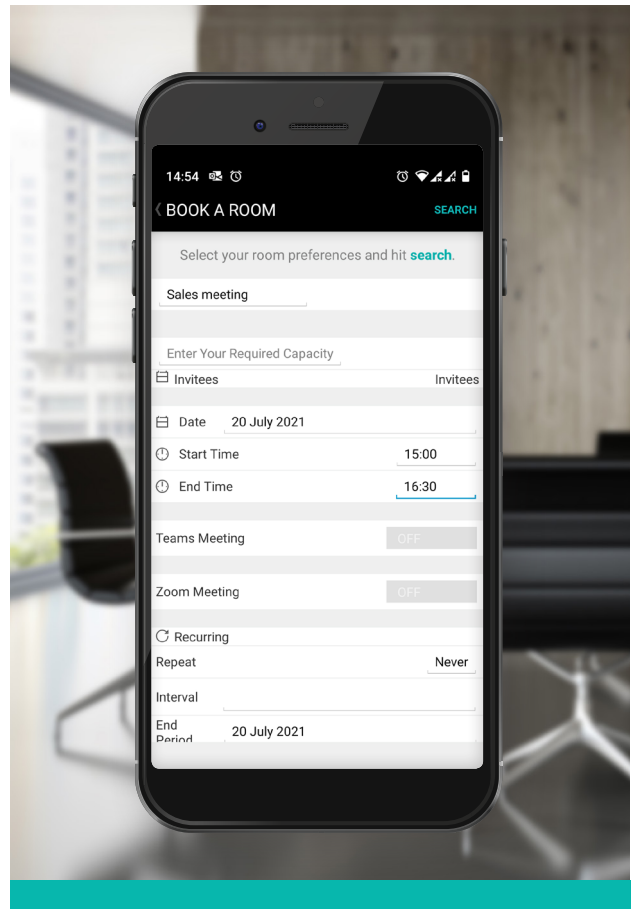 14:54
BOOK A ROOM SEARCH
Select your room preferences and hit search.
Sales meeting
Enter Your Required Capacity
Invitees Invitees
Date 20 July 2021
Start Time 15:00
End Time 16:30
Teams Meeting OFF
Zoom Meeting OFF
Recurring
Repeat Never
Interval
End
Period 20 July 2021